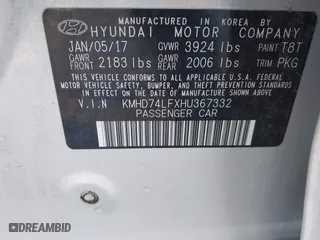 MANUFACTURED IN KOREA BY
HYUNDAI MOTOR COMPANY
JAN/05/17 GVWR 3924 lbs PAINT T8T
GAWR FRONT 2183 lbs GAWR REAR 2006 lbs TRIM PKG
THIS VEHICLE CONFORMS TO ALL APPLICABLE U.S. FEDERAL
MOTOR VEHICLE SAFETY, BUMPER, AND THEFT PREVENTION
STANDARDS IN EFFECT ON THE DATE OF MANUFACTURE
SHOWN ABOVE.
V.I.N KMHD74LFXHU367332
PASSENGER CAR